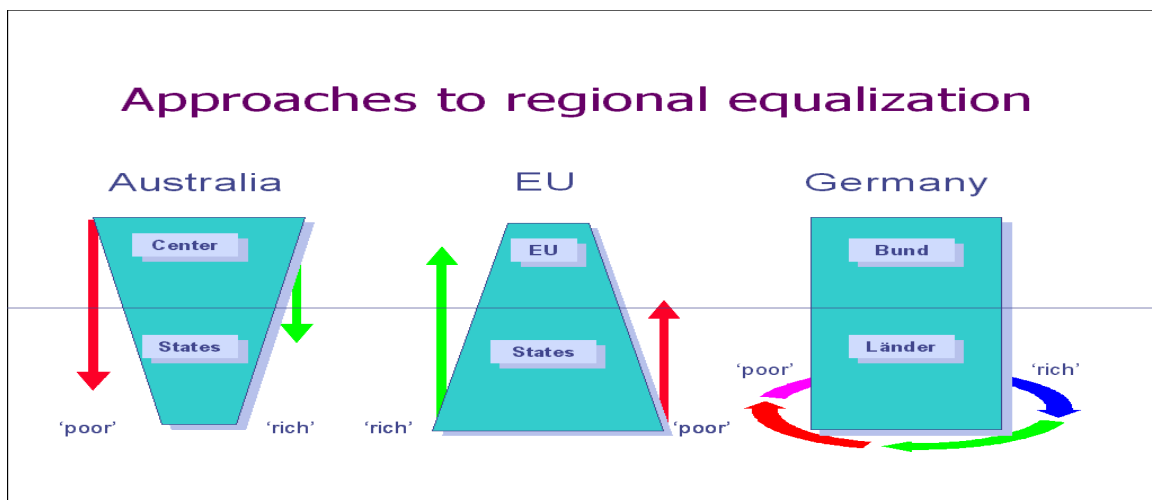 Approaches to regional equalization
Australia
EU
Germany
Center
EU
Bund
States
States
Länder
‘poor’
‘rich’
‘poor’
‘rich’
‘rich’
‘poor’